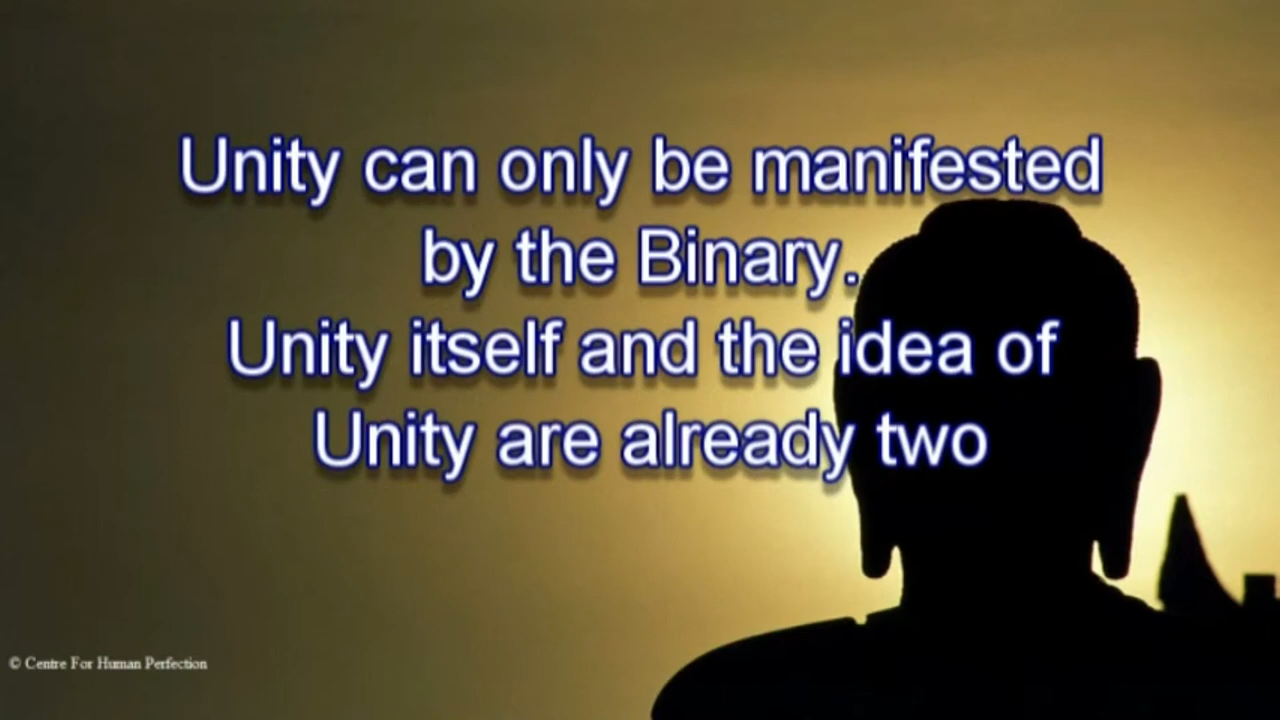 Unity can only be manifested
by the Binary.
Unity itself and the idea of
Unity are already two
© Centre For Human Perfection